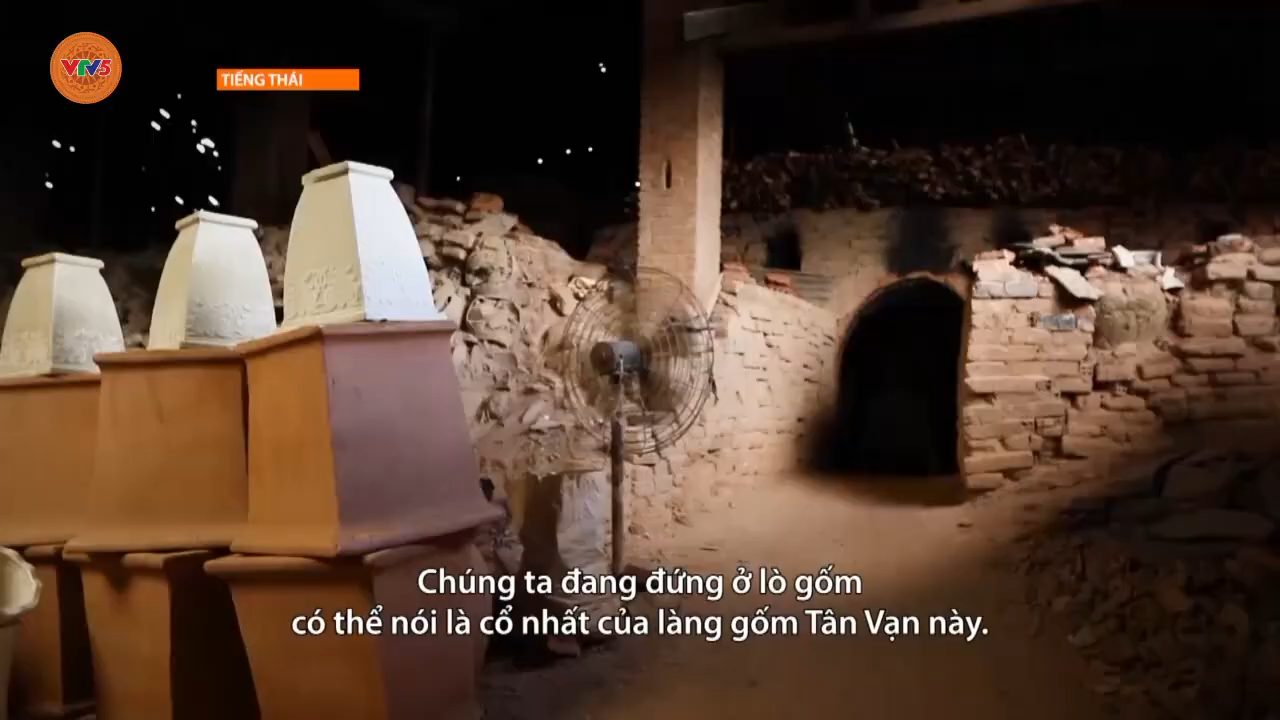 VTV5
TIẾNG THÁI
Chúng ta đang đứng ở lò gốm
có thể nói là cổ nhất của làng gốm Tân Vạn này.